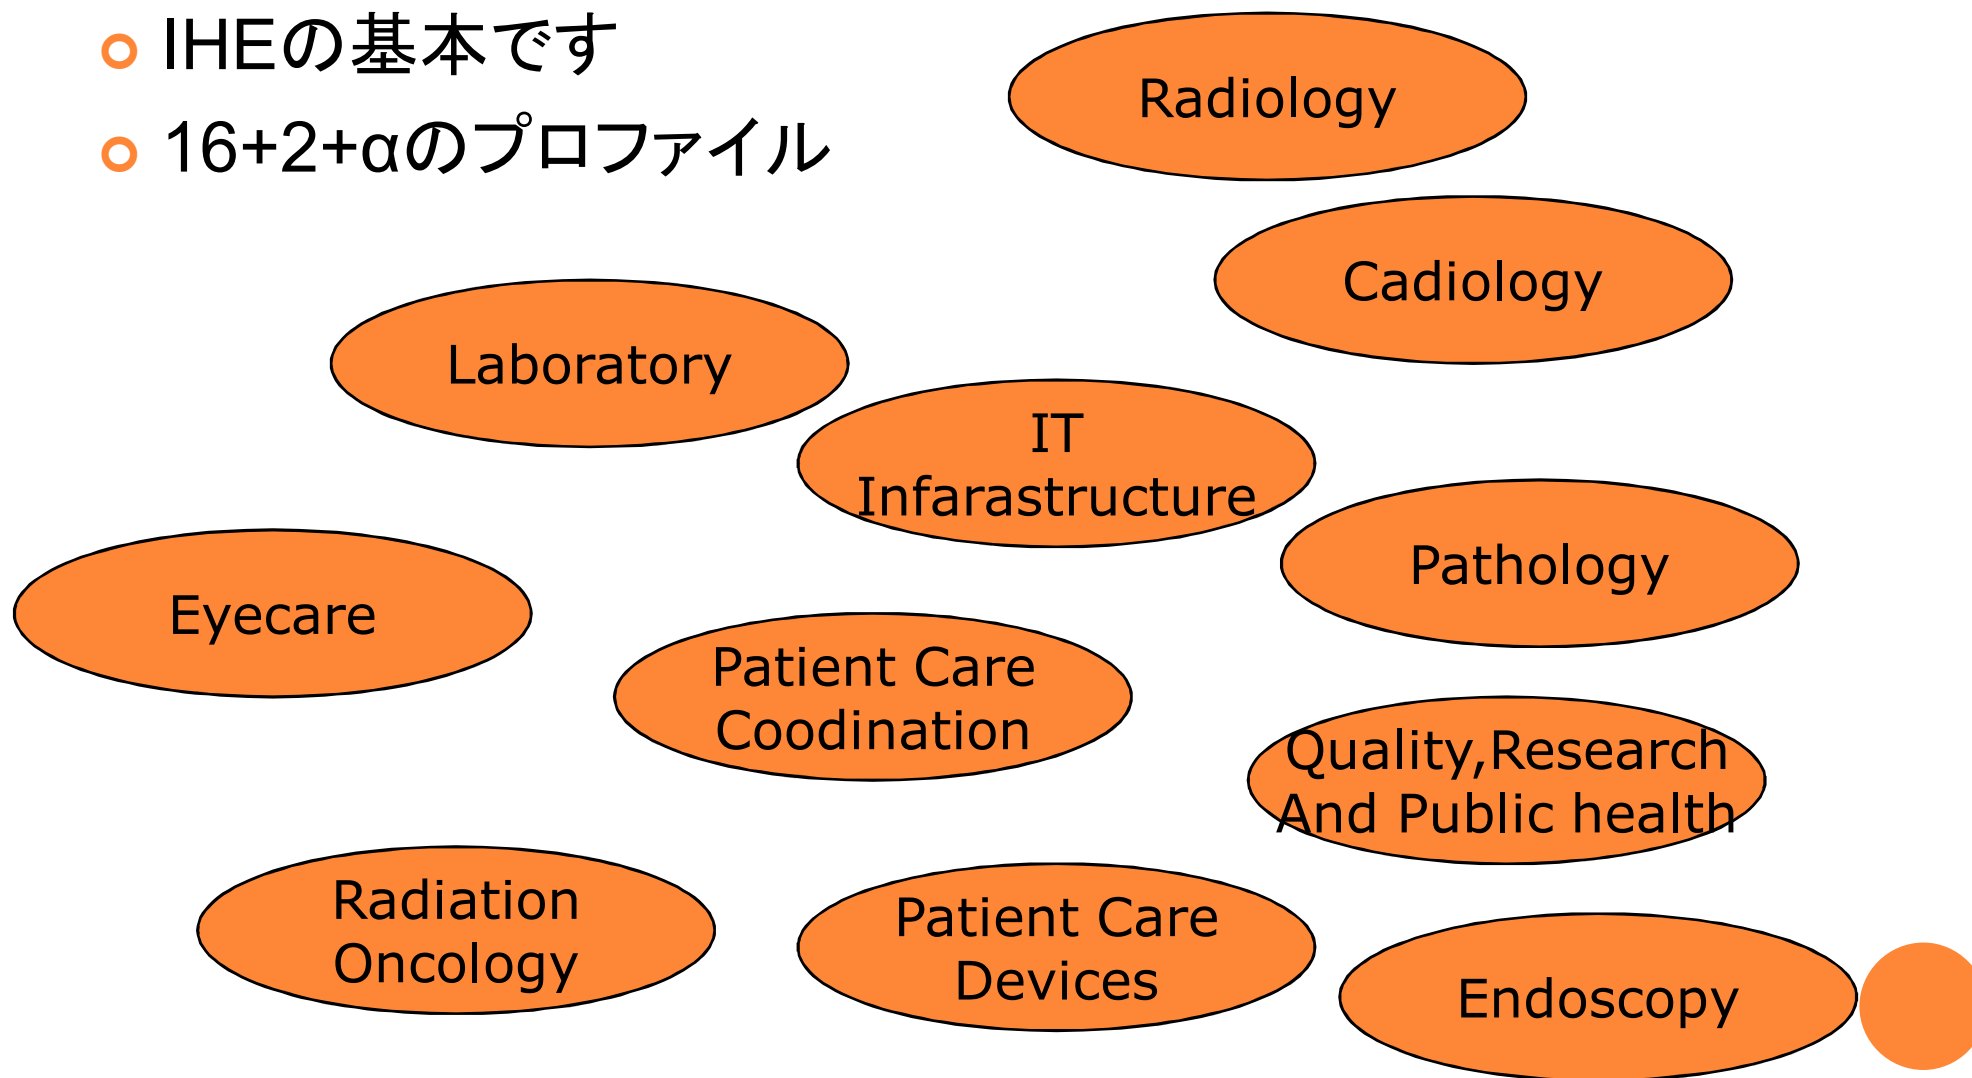 IHEの基本です
16+2+αのプロファイル
Radiology
Cadiology
Laboratory
IT
Infarastructure
Pathology
Eyecare
Patient Care
Coodination
Quality,Research
And Public health
Radiation
Oncology
Patient Care
Devices
Endoscopy